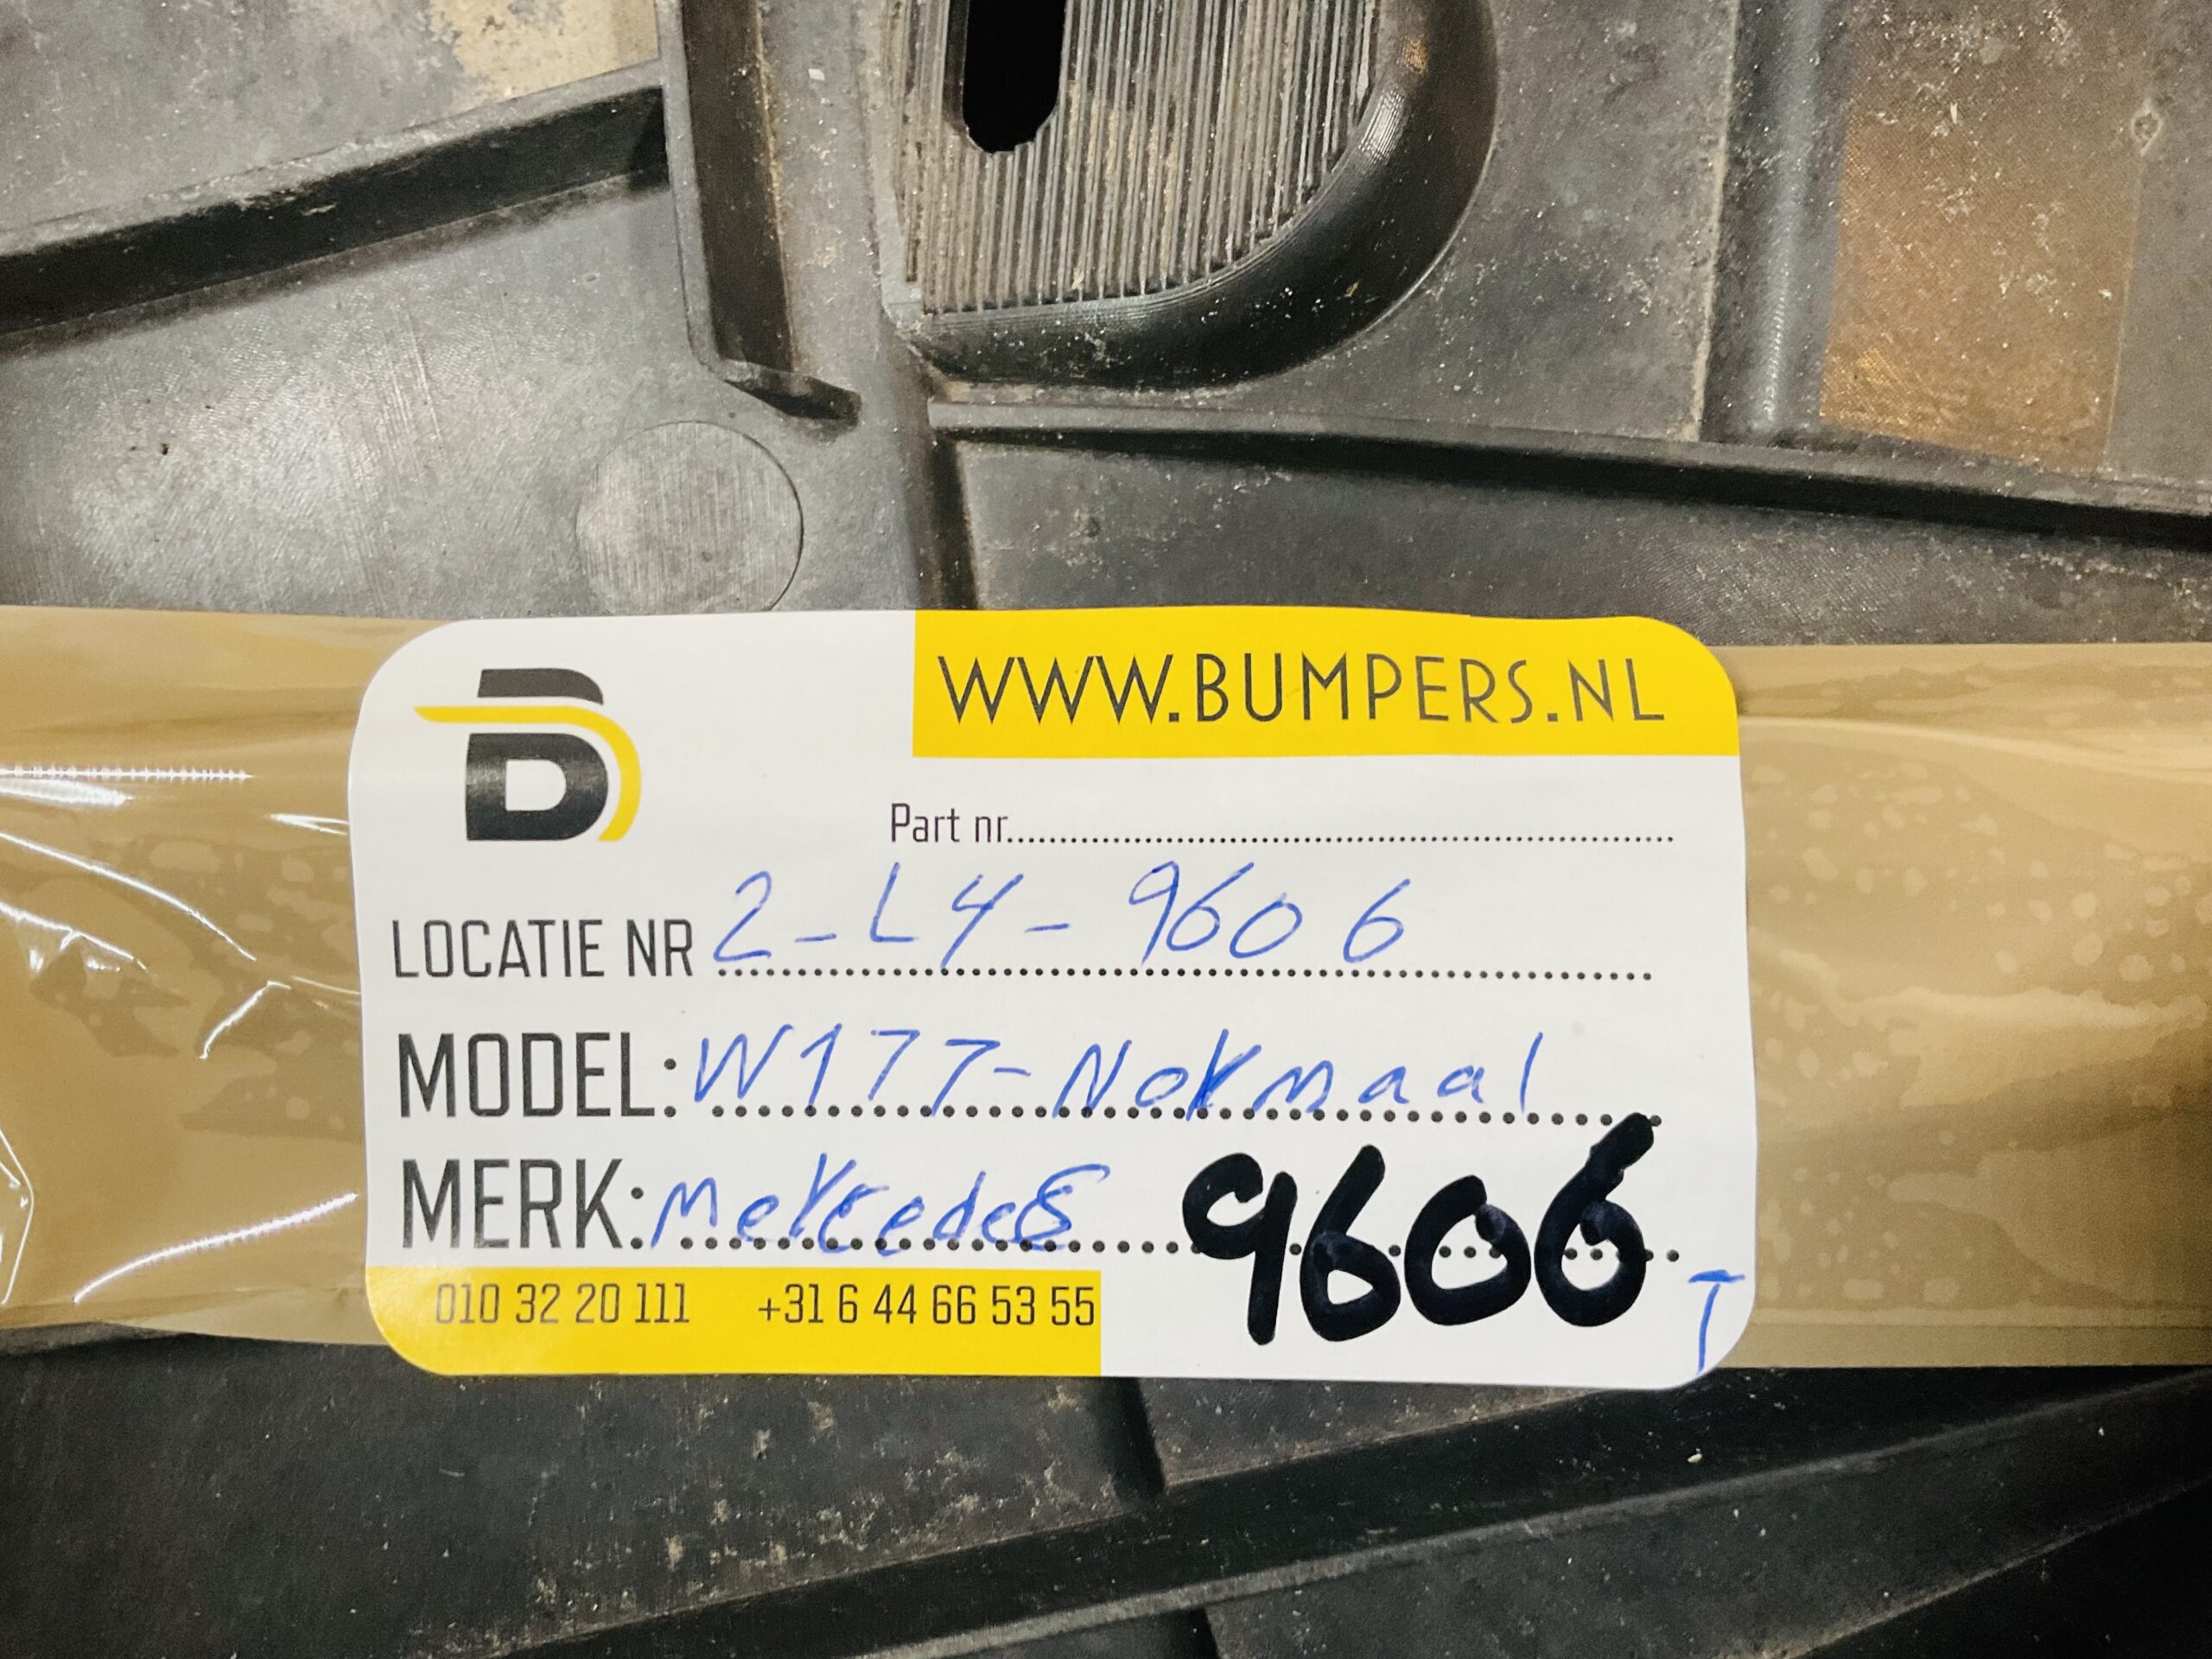 WWW.BUMPERS.NL
Part nr.....
LOCATIE NR 2-L4-9606
MODEL: W177-Normaal
MERK: Mercedes 9606
010 32 20 111 +31 6 44 66 53 55
T